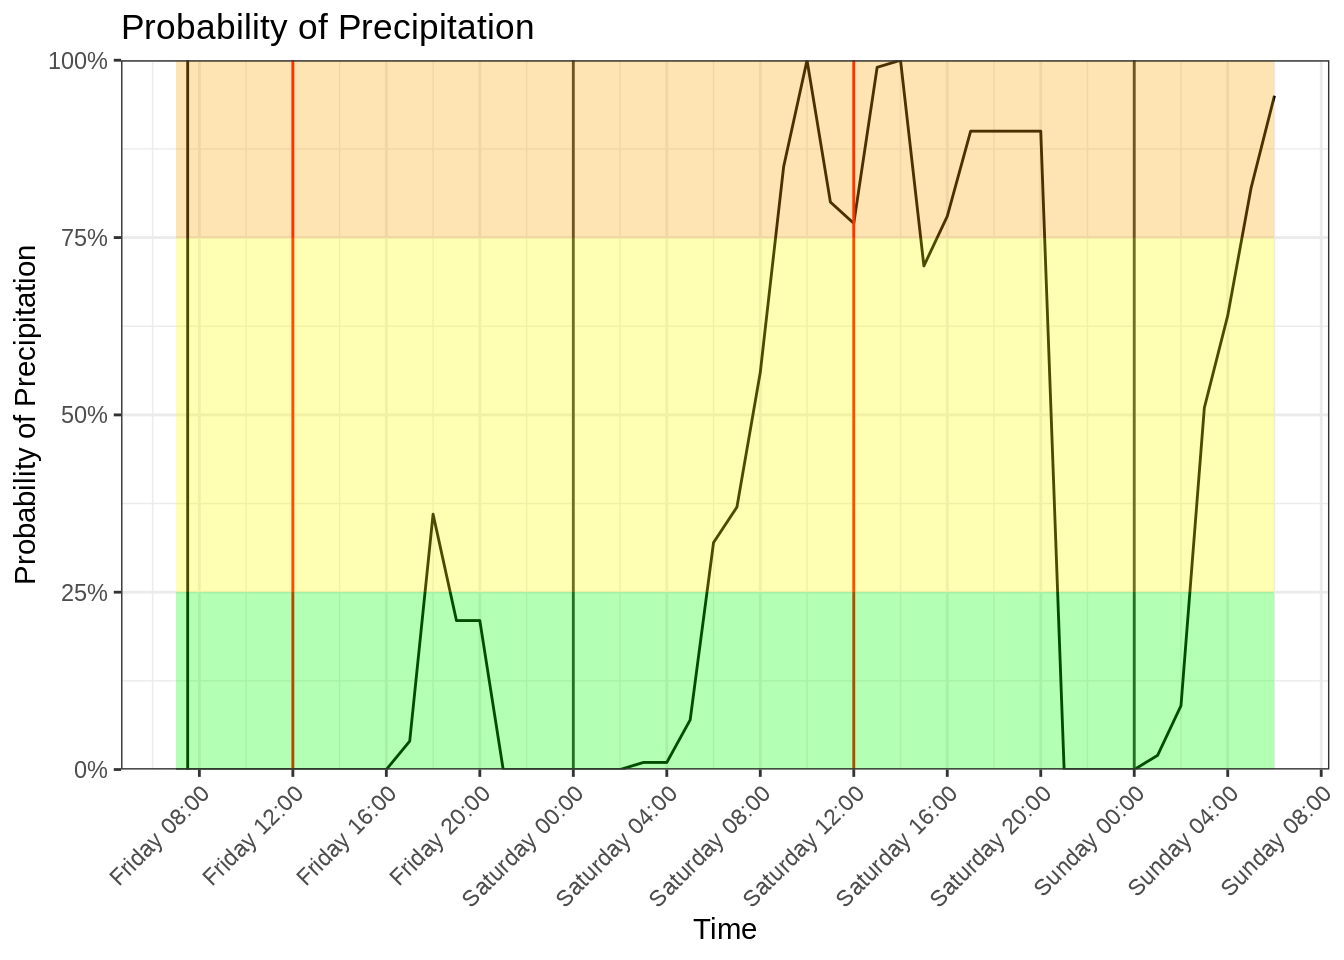 Probability of Precipitation
Probability of Precipitation
100%
75%
50%
25%
0%
Friday 08:00
Friday 12:00
Friday 16:00
Friday 20:00
Saturday 00:00
Saturday 04:00
Saturday 08:00
Saturday 12:00
Saturday 16:00
Saturday 20:00
Sunday 00:00
Sunday 04:00
Sunday 08:00
Time